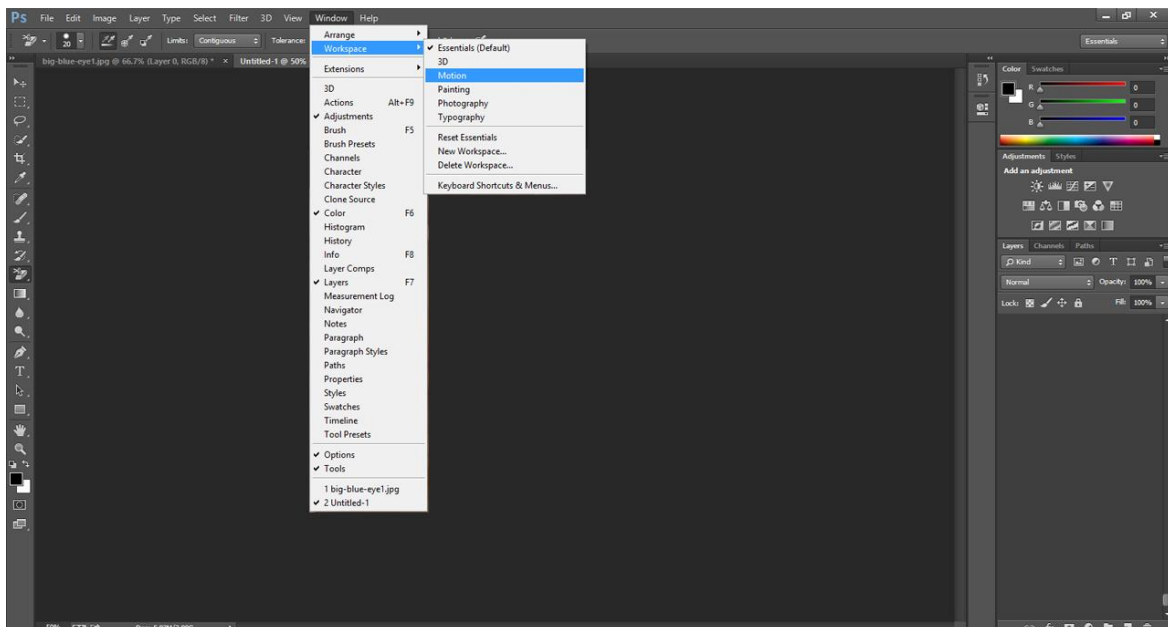 Ps File Edit Image Layer Type Select Filter 3D View Window Help
20 Limits: Contiguous Tolerance: Essentials
big-blue-eye1.jpg @ 66.7% (Layer 0, RGB/8) * × Untitled-1 @ 50%
Arrange
Workspace
Extensions
3D
Actions Alt+F9
Adjustments
Brush F5
Brush Presets
Channels
Character
Character Styles
Clone Source
Color F6
Histogram
History
Info F8
Layer Comps
Layers F7
Measurement Log
Navigator
Notes
Paragraph
Paragraph Styles
Paths
Properties
Styles
Swatches
Timeline
Tool Presets
Options
Tools
1 big-blue-eye1.jpg
2 Untitled-1
Essentials (Default)
3D
Motion
Painting
Photography
Typography
Reset Essentials
New Workspace...
Delete Workspace...
Keyboard Shortcuts & Menus...
Color Swatches
R 0
G 0
B 0
Adjustments Styles
Add an adjustment
Layers Channels Paths
Kind
Normal Opacity: 100%
Lock: Fill: 100%